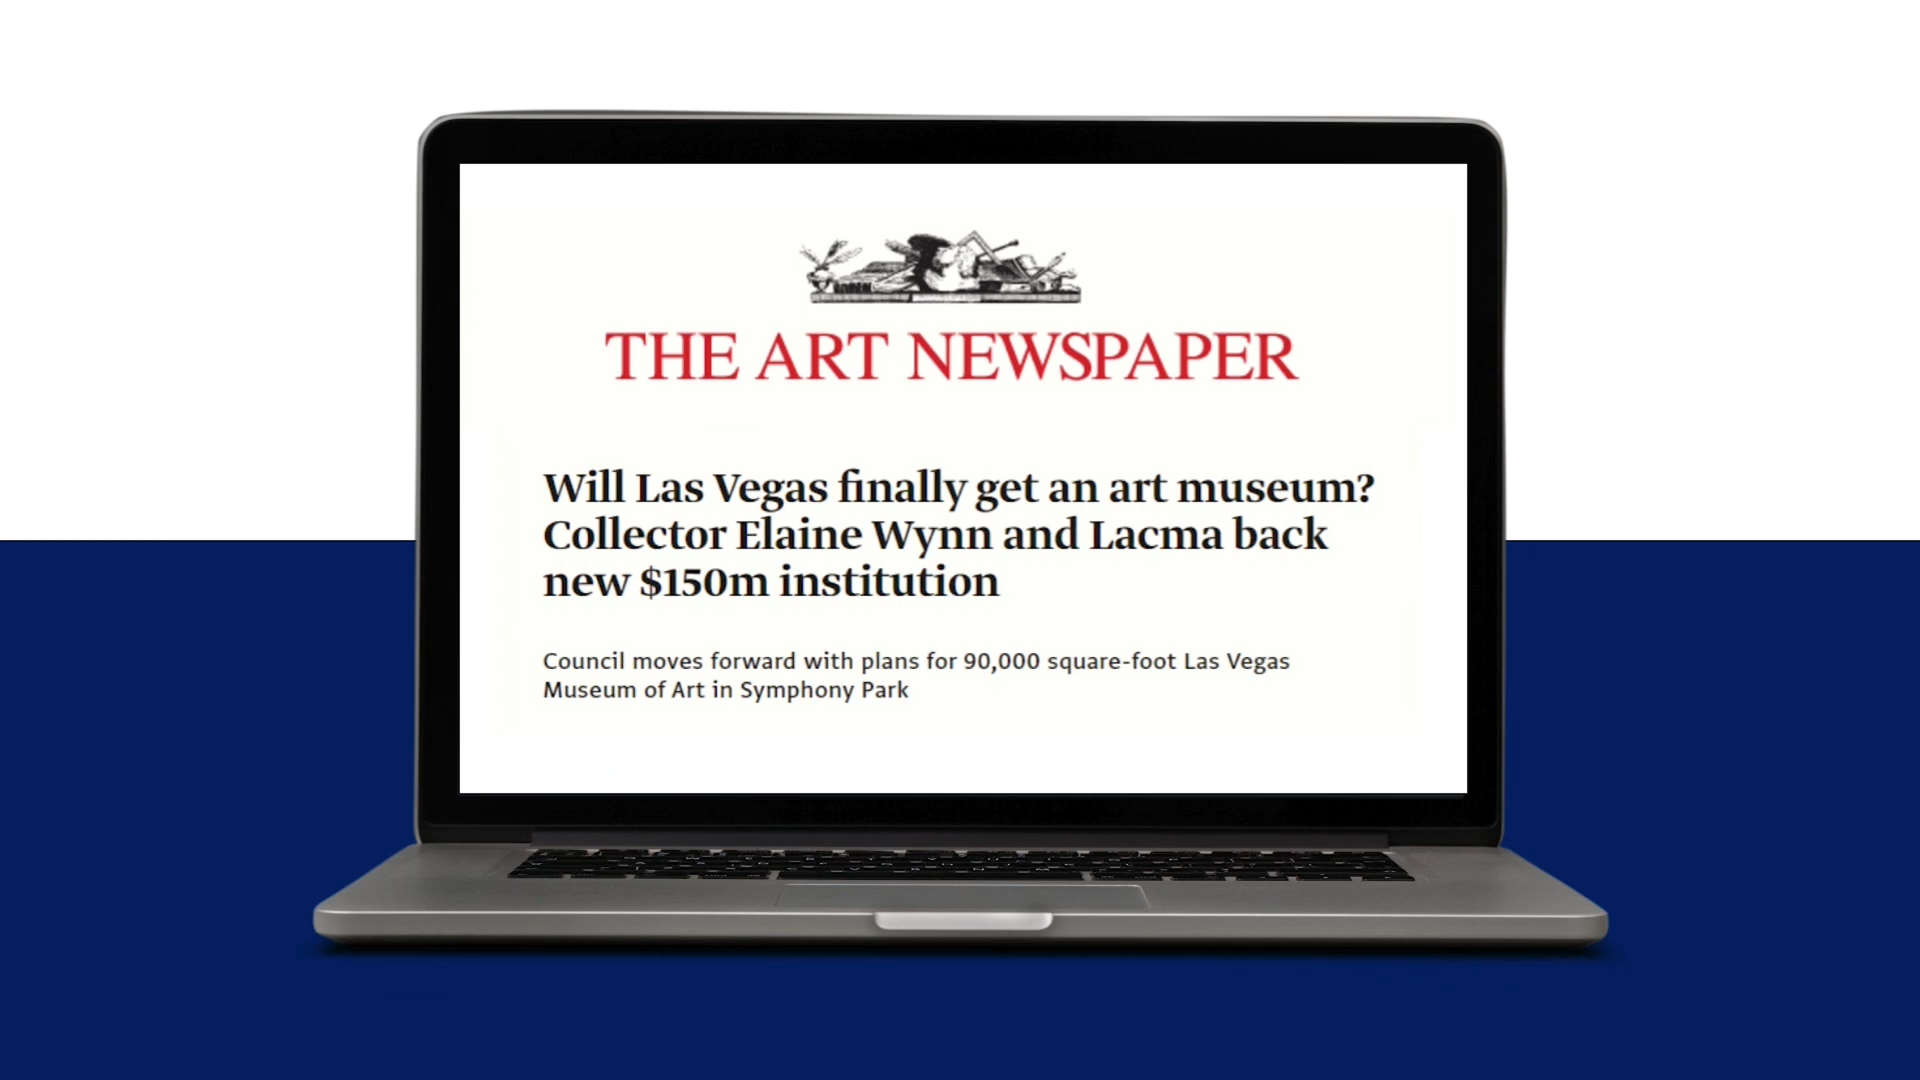 THE ART NEWSPAPER
Will Las Vegas finally get an art museum?
Collector Elaine Wynn and Lacma back
new $150m institution
Council moves forward with plans for 90,000 square-foot Las Vegas
Museum of Art in Symphony Park